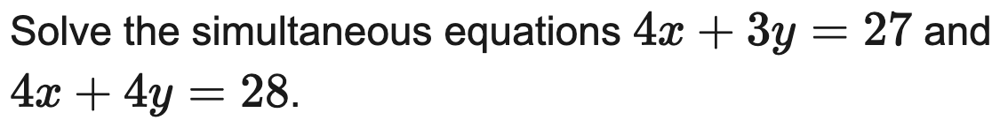 Solve the simultaneous equations 4x + 3y = 27 and
4x + 4y = 28.